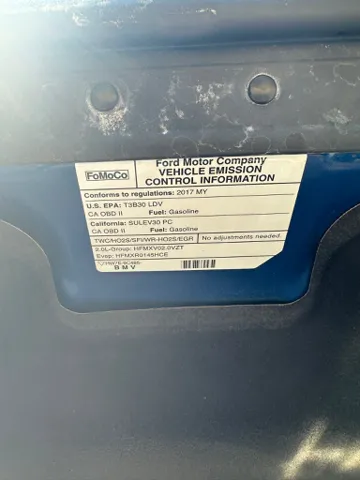 FoMoCo
Ford Motor Company
VEHICLE EMISSION
CONTROL INFORMATION
Conforms to regulations: 2017 MY
U.S. EPA: T3B30 LDV
CA OBD II Fuel: Gasoline
California: SULEV30 PC
CA OBD II Fuel: Gasoline
TWC/HO2S/SFI/WR-HO2S/EGR No adjustments needed.
2.0L-Group: HFMXV02.0VZT
Evap: HFMXR0145HCE
BMV